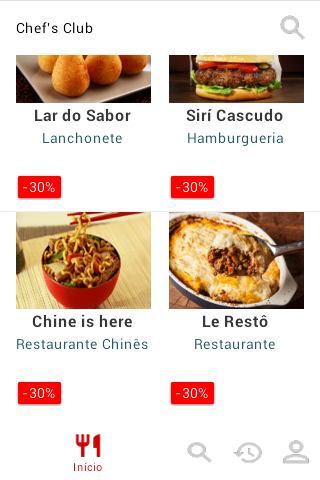 Chef's Club
Lar do Sabor
Sirí Cascudo
Lanchonete
Hamburgueria
-30%
-30%
Chine is here
Le Restô
Restaurante Chinês
Restaurante
-30%
-30%
Início